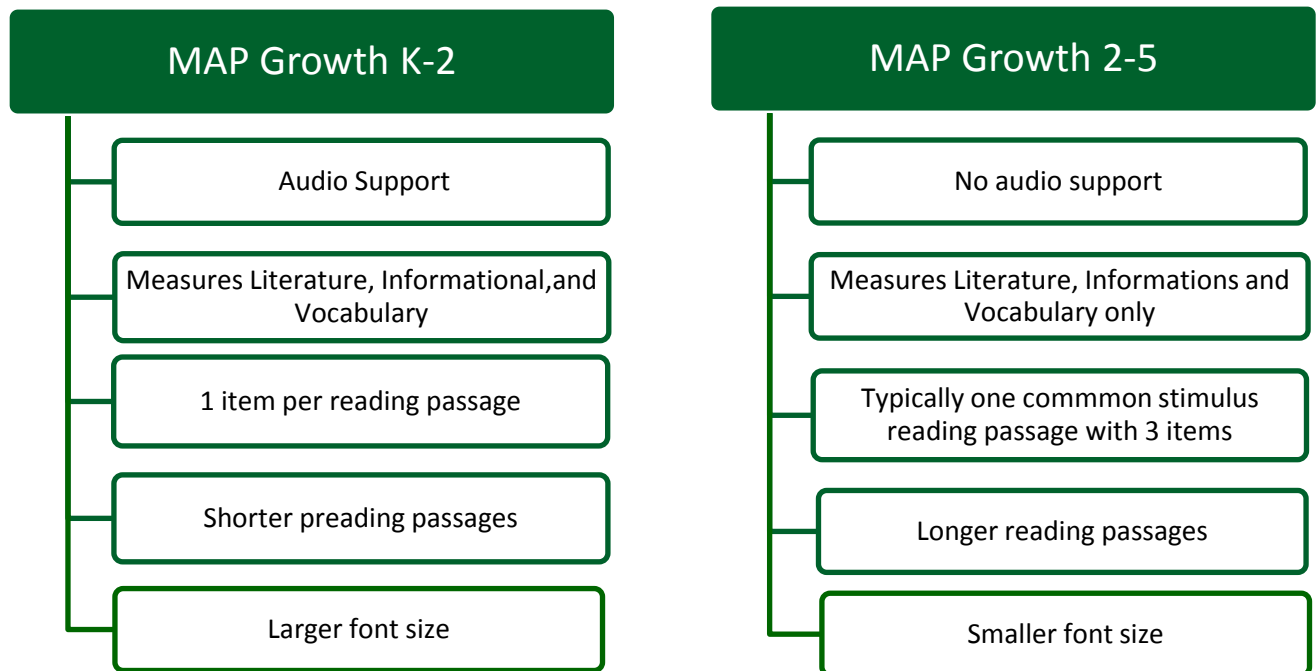 MAP Growth K-2
Audio Support
Measures Literature, Informational,and
Vocabulary
1 item per reading passage
Shorter preading passages
Larger font size
MAP Growth 2-5
No audio support
Measures Literature, Informations and
Vocabulary only
Typically one commmon stimulus
reading passage with 3 items
Longer reading passages
Smaller font size